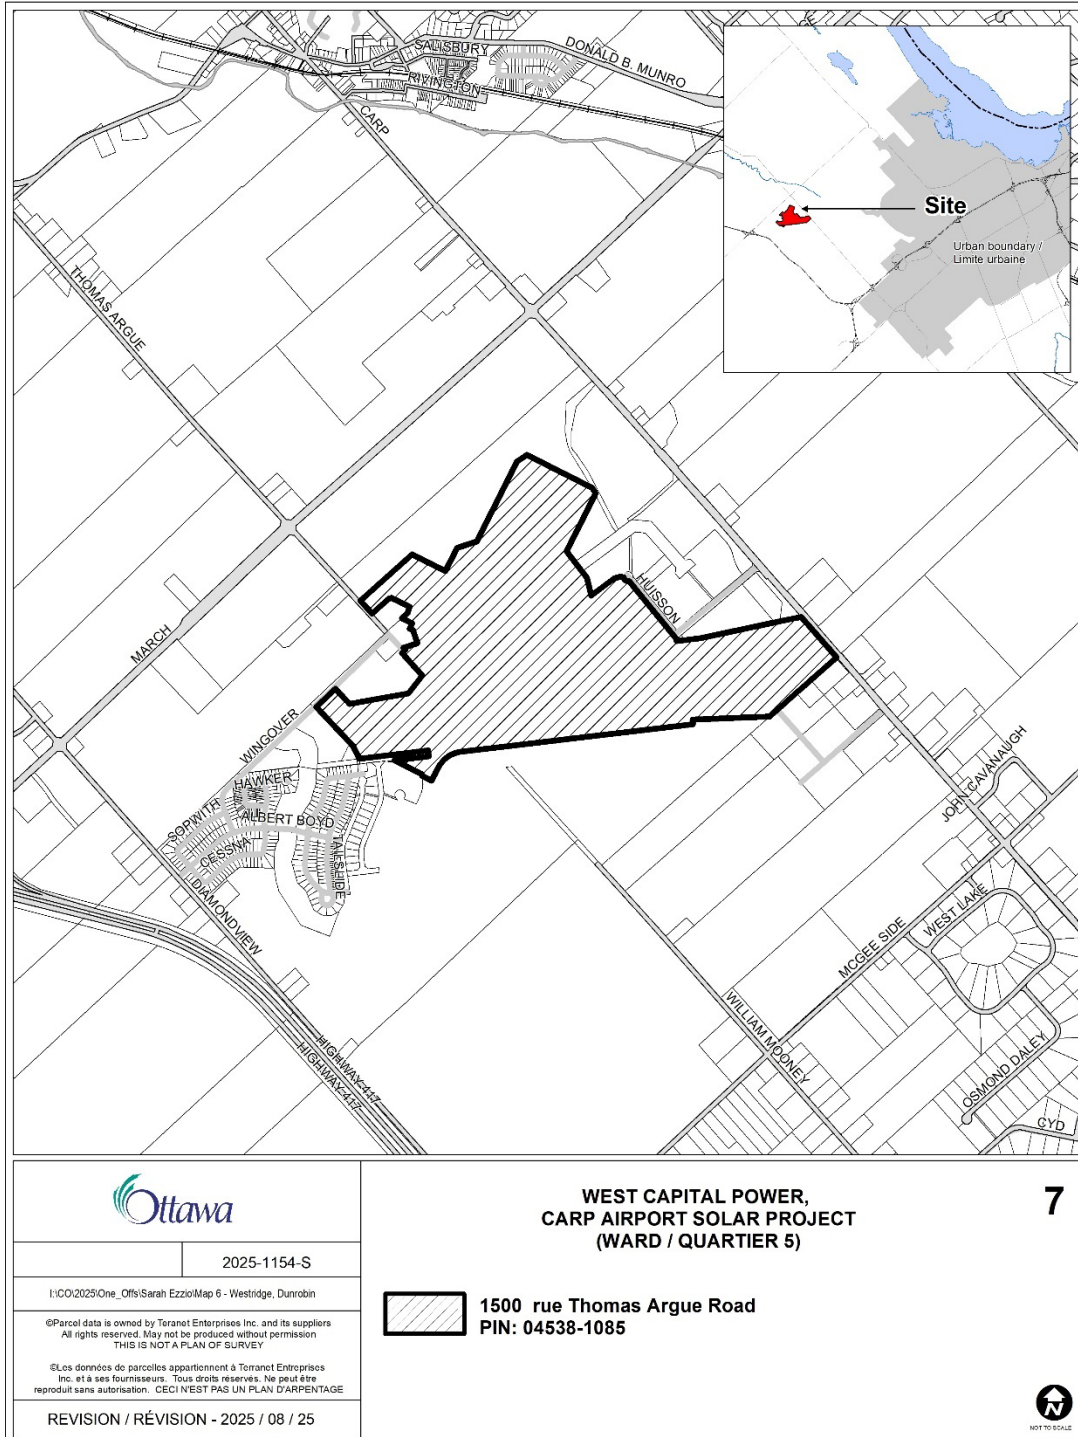 SALISBURY
DONALD B. MUNRO
RIVINGTON
CARP
THOMAS ARGUE
Site
Urban boundary /
Limite urbaine
HUISSON
MARCH
WINGOVER
HAWKER
SOPWITH
ALBERT BOYD
CESSNA
TAILSLIDE
DIAMONDVIEW
JOHN CAVANAUGH
WEST LAKE
MCGEE SIDE
WILLIAM MOONEY
OSMOND DALEY
CYD
HIGHWAY 417
HIGHWAY 417
Ottawa
2025-1154-S
I:\CO\2025\One_Offs\Sarah Ezzio\Map 6 - Westridge, Dunrobin
©Parcel data is owned by Teranet Enterprises Inc. and its suppliers
All rights reserved. May not be produced without permission
THIS IS NOT A PLAN OF SURVEY
©Les données de parcelles appartiennent à Terranet Entreprises
Inc. et à ses fournisseurs. Tous droits réservés. Ne peut être
reproduit sans autorisation. CECI N'EST PAS UN PLAN D'ARPENTAGE
REVISION / RÉVISION - 2025 / 08 / 25
WEST CAPITAL POWER,
CARP AIRPORT SOLAR PROJECT
(WARD / QUARTIER 5)
7
1500 rue Thomas Argue Road
PIN: 04538-1085
N
NOT TO SCALE